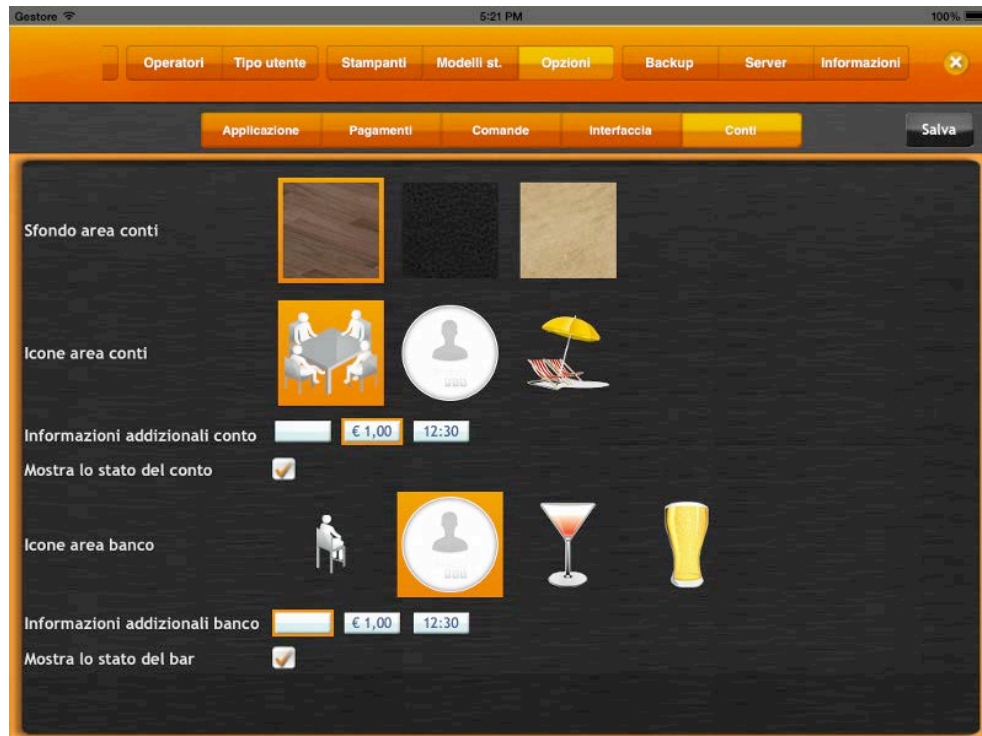 Gestore 5:21 PM 100%
Operatori Tipo utente Stampanti Modelli st. Opzioni Backup Server Informazioni
Applicazione Pagamenti Comande Interfaccia Conti Salva
Sfondo area conti
Icone area conti
Informazioni addizionali conto € 1,00 12:30
Mostra lo stato del conto
Icone area banco
Informazioni addizionali banco € 1,00 12:30
Mostra lo stato del bar